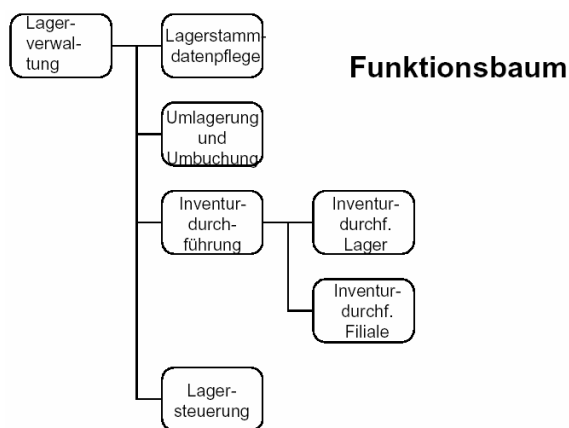 Lager-
verwal-
tung
Lagerstamm-
datenpflege
Funktionsbaum
Umlagerung
und
Umbuchung
Inventur-
durch-
führung
Inventur-
durchf.
Lager
Inventur-
durchf.
Filiale
Lager-
steuerung